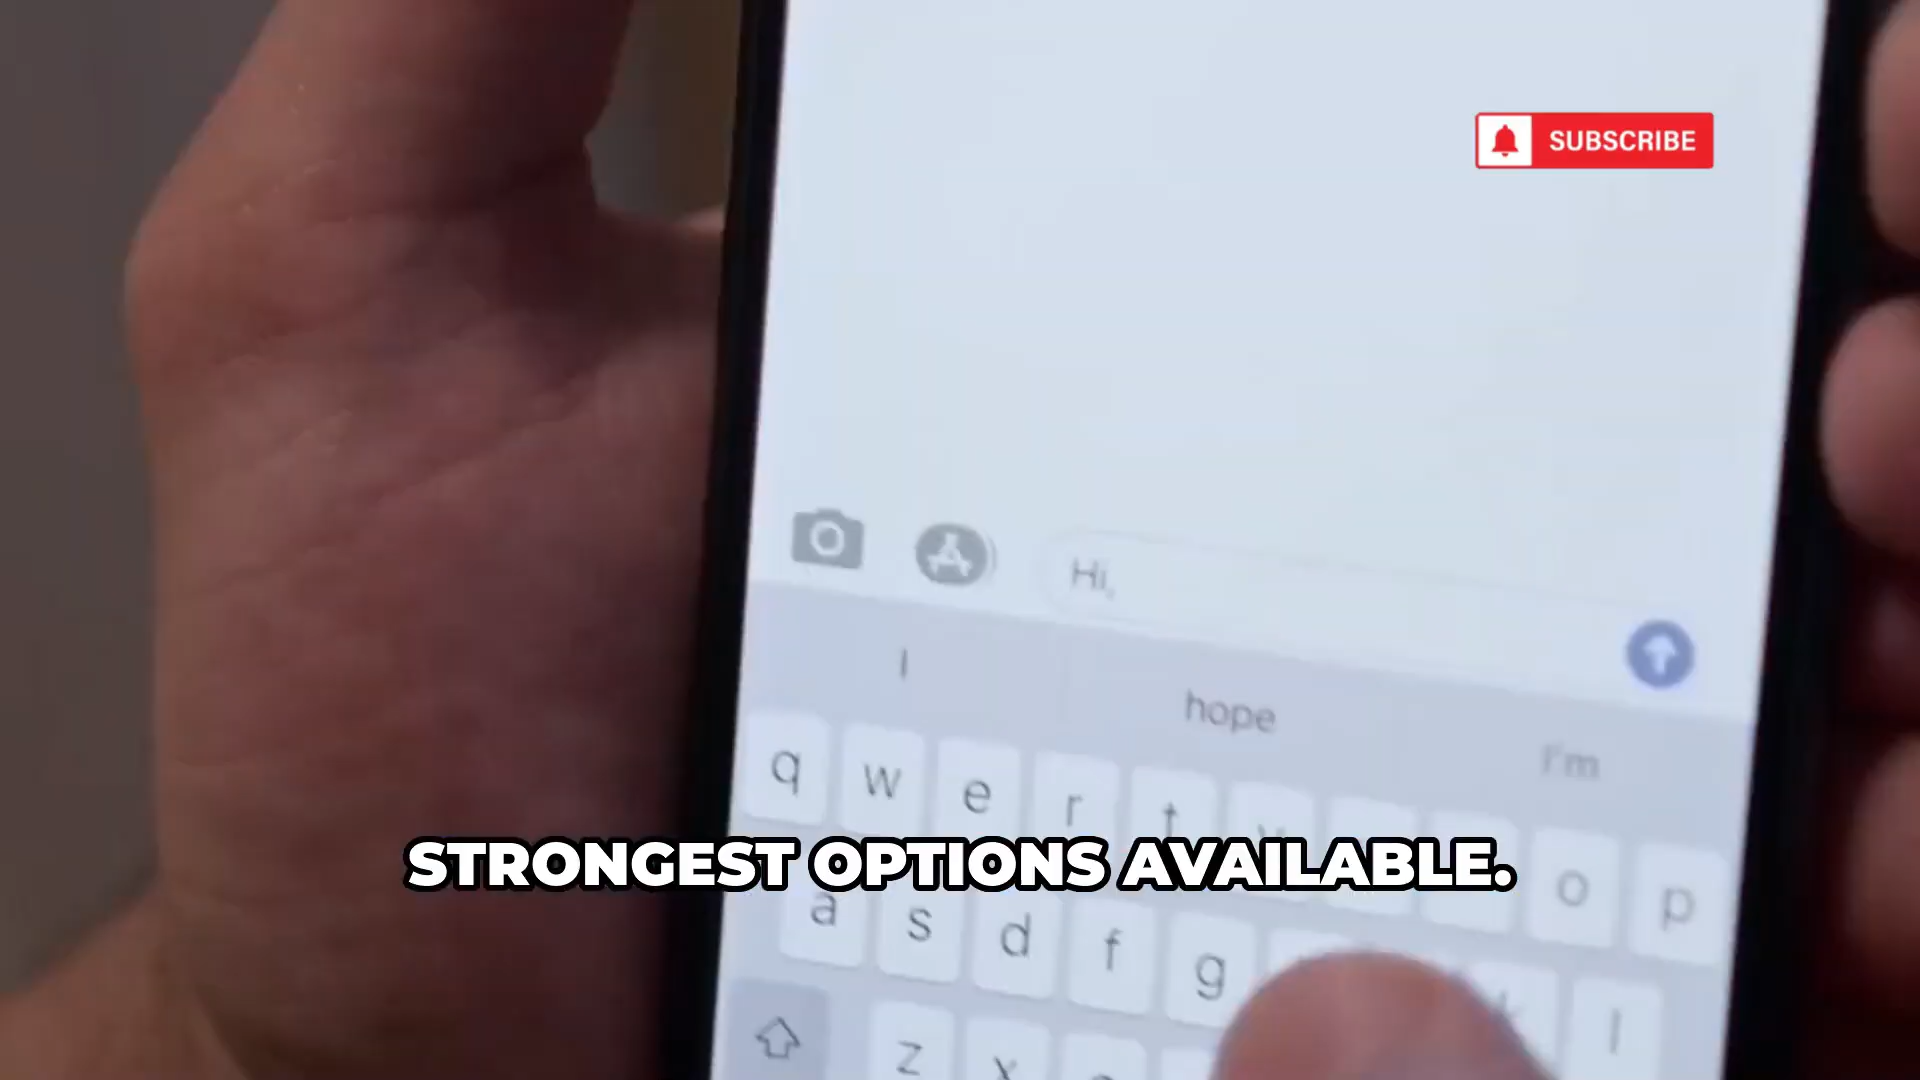 SUBSCRIBE
Hi,
I hope I'm
q w e r t y o p
STRONGEST OPTIONS AVAILABLE.
a s d f g k l
z x